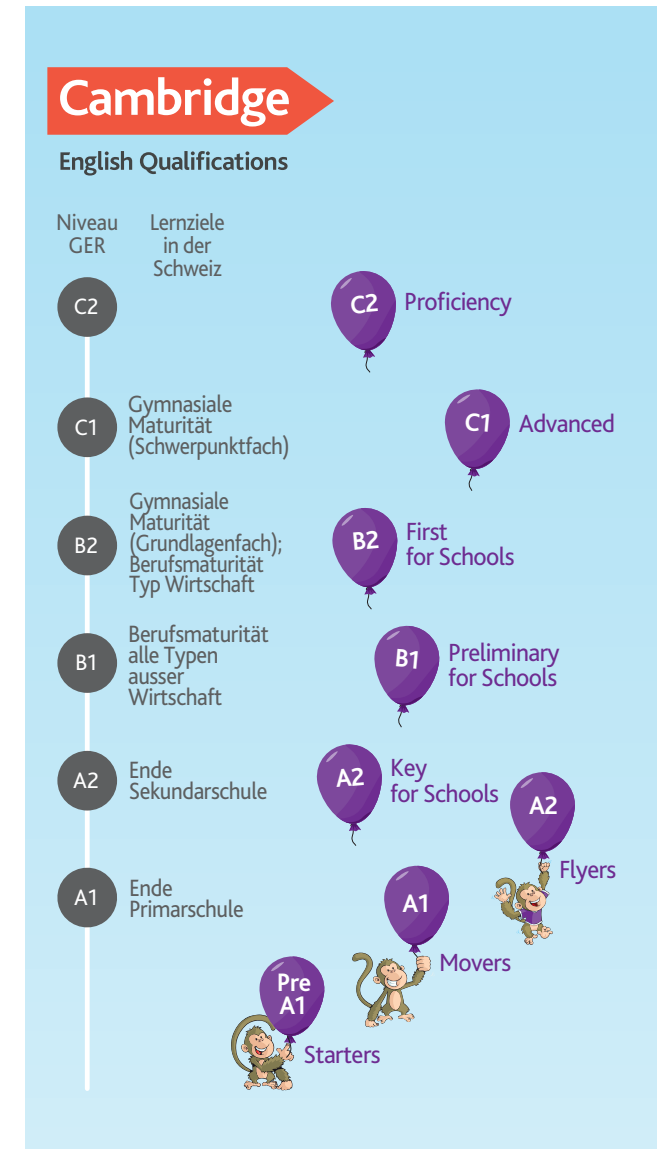 Cambridge
English Qualifications
Niveau
GER
Lernziele
in der
Schweiz
C2
C2
Proficiency
C1
Gymnasiale
Maturität
(Schwerpunktfach)
C1
Advanced
B2
Gymnasiale
Maturität
(Grundlagenfach);
Berufsmaturität
Typ Wirtschaft
B2
First
for Schools
B1
Berufsmaturität
alle Typen
ausser
Wirtschaft
B1
Preliminary
for Schools
A2
Ende
Sekundarschule
A2
Key
for Schools
A2
Flyers
A1
Ende
Primarschule
A1
Movers
Pre
A1
Starters